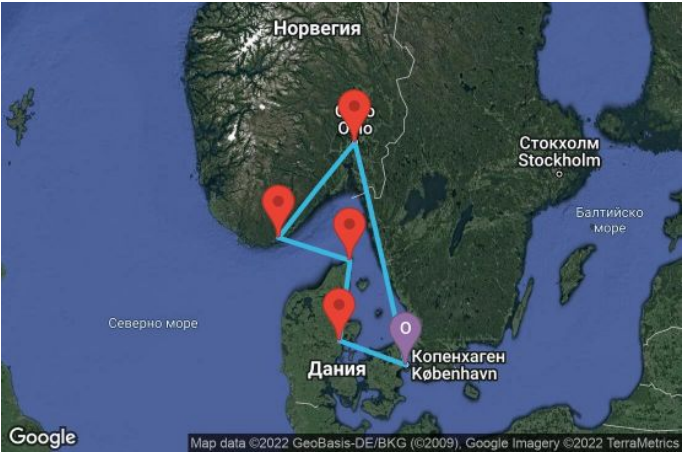 Норвегия
Oslo
Стокхолм
Stockholm
Балтийско
море
Северно море
O
Копенхаген
København
Дания
Google
Map data ©2022 GeoBasis-DE/BKG (©2009), Google Imagery ©2022 TerraMetrics